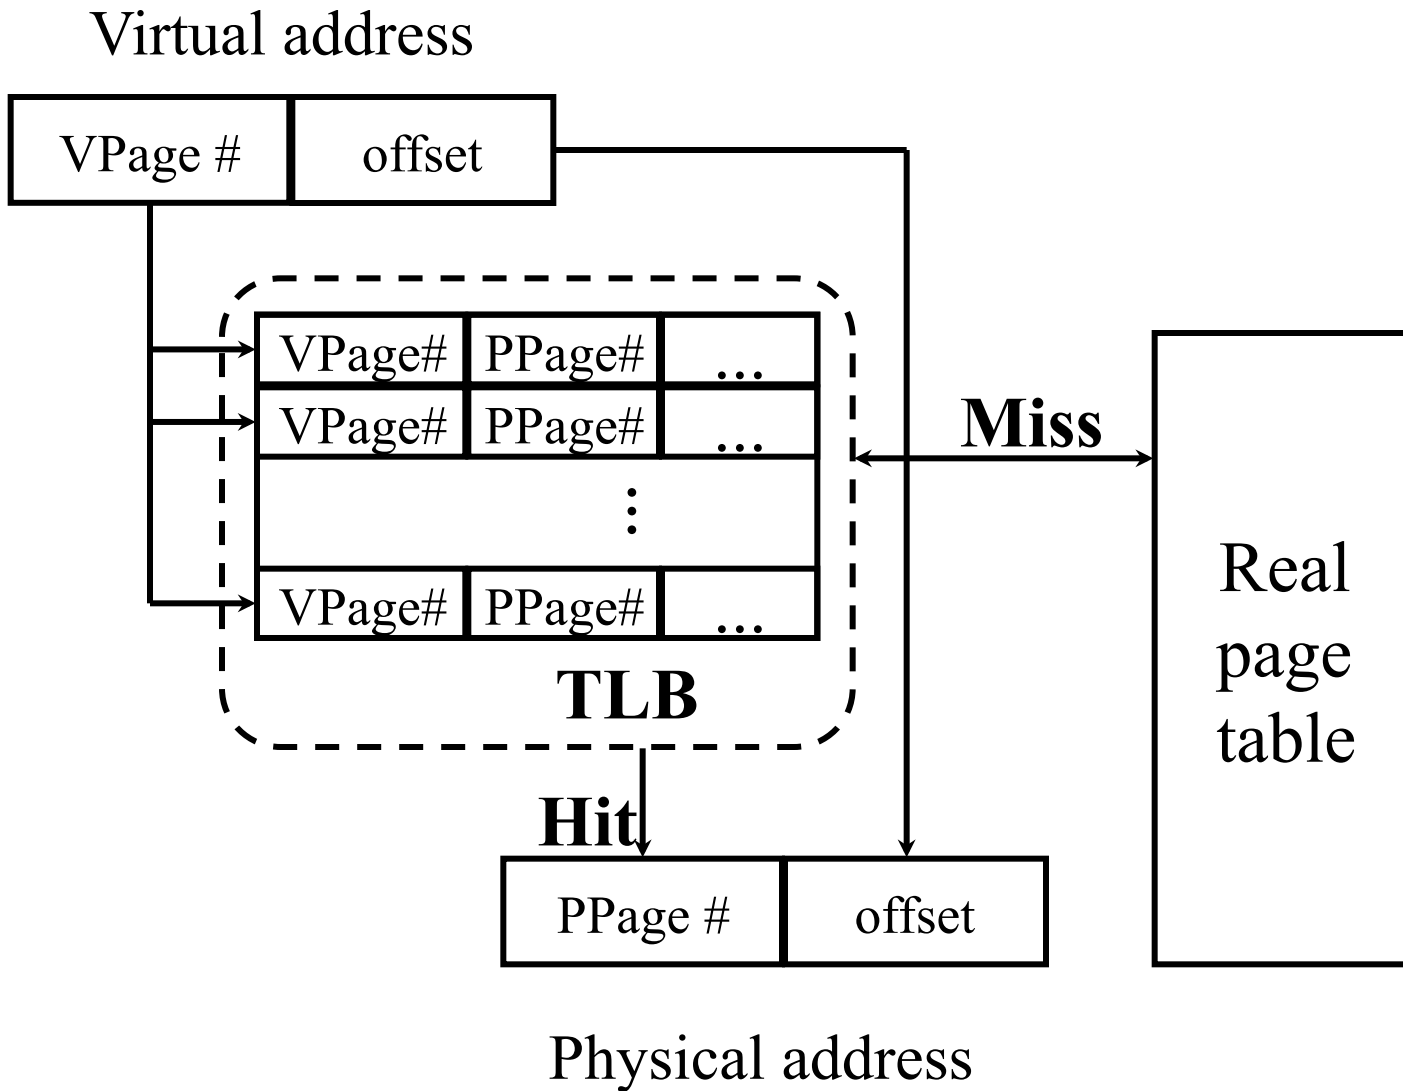 Virtual address
VPage # offset
VPage# PPage# ...
VPage# PPage# ...
Miss
⋮
VPage# PPage# ...
Real
page
table
TLB
Hit
PPage # offset
Physical address